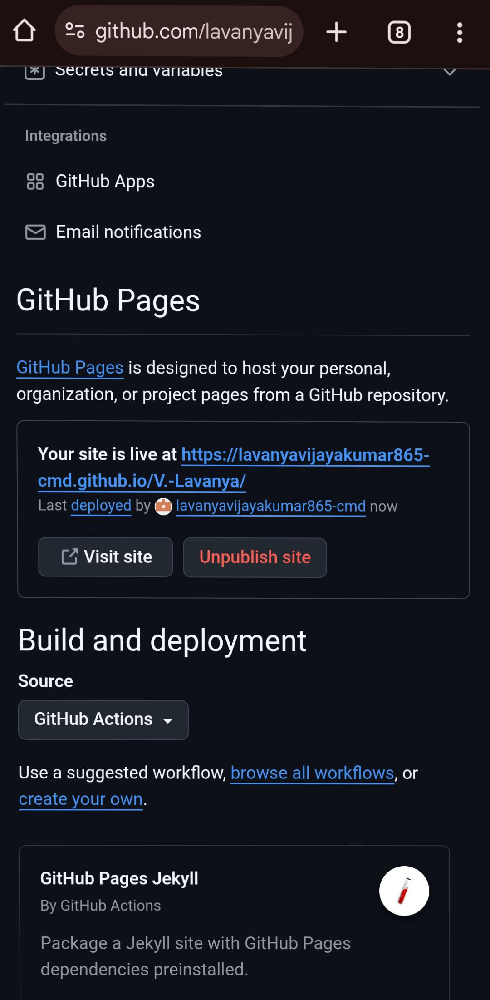 github.com/lavanyavij
8
Secrets and variables
Integrations
GitHub Apps
Email notifications
GitHub Pages
GitHub Pages is designed to host your personal,
organization, or project pages from a GitHub repository.
Your site is live at https://lavanyavijayakumar865-
cmd.github.io/V.-Lavanya/
Last deployed by lavanyavijayakumar865-cmd now
Visit site
Unpublish site
Build and deployment
Source
GitHub Actions
Use a suggested workflow, browse all workflows, or
create your own.
GitHub Pages Jekyll
By GitHub Actions
Package a Jekyll site with GitHub Pages
dependencies preinstalled.